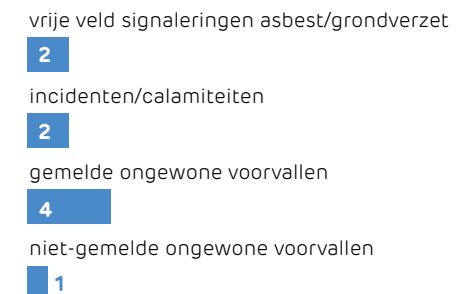 vrije veld signaleringen asbest/grondverzet
2
incidenten/calamiteiten
2
gemelde ongewone voorvallen
4
niet-gemelde ongewone voorvallen
1